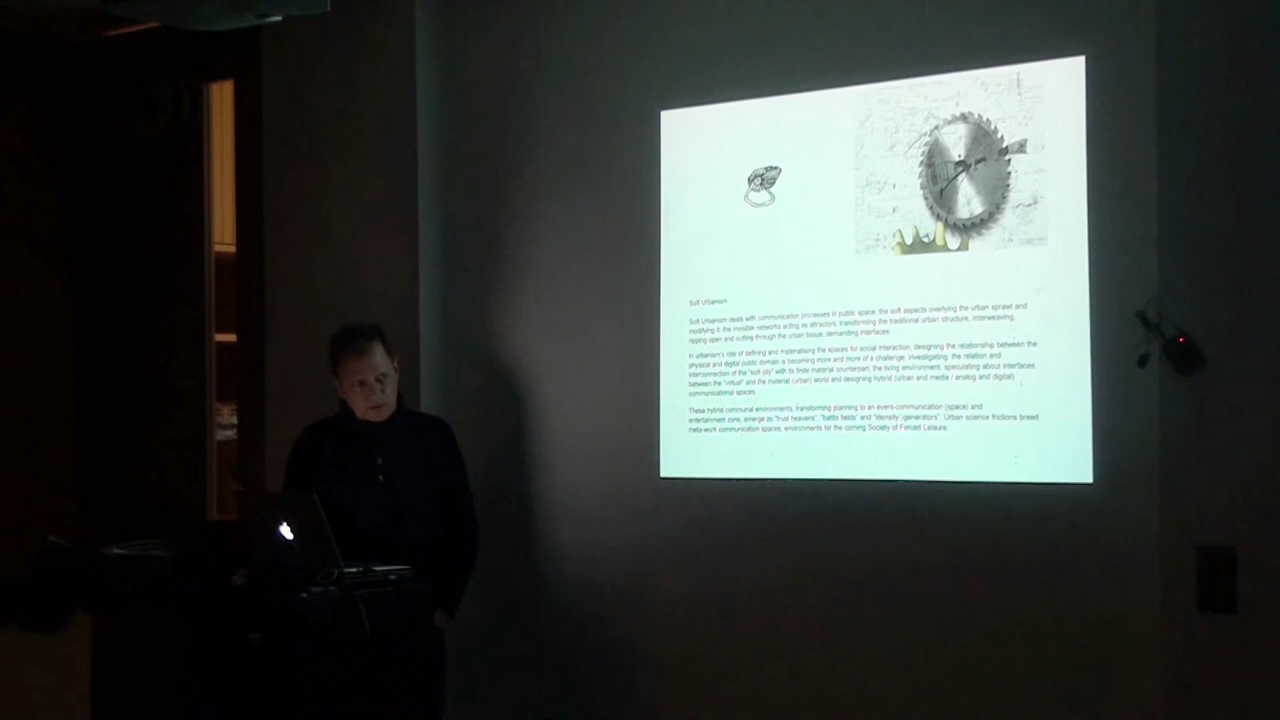 Soft Urbanism
Soft Urbanism deals with communication processes in public space, the soft aspects overlying the urban sprawl and
modifying it: the invisible networks acting as attractors, transforming the traditional urban structure, interweaving,
ripping open and cutting through the urban tissue, demanding interfaces.
In urbanism's role of defining and materialising the spaces for social interaction, designing the relationship between the
physical and digital public domain is becoming more and more of a challenge: investigating the relation and
interconnection of the "soft city" with its finite material counterpart, the living environment, speculating about interfaces
between the "virtual" and the material (urban) world and designing hybrid (urban and media / analog and digital)
communicational spaces.
These hybrid communal environments, transforming planning to an evers-communication (space) and
entertainment zone, emerge as "trust heavens", "battle fields" and "identity generators". Urban science frictions breed
meta-work communication spaces, environments for the coming Society of Forced Leisure.